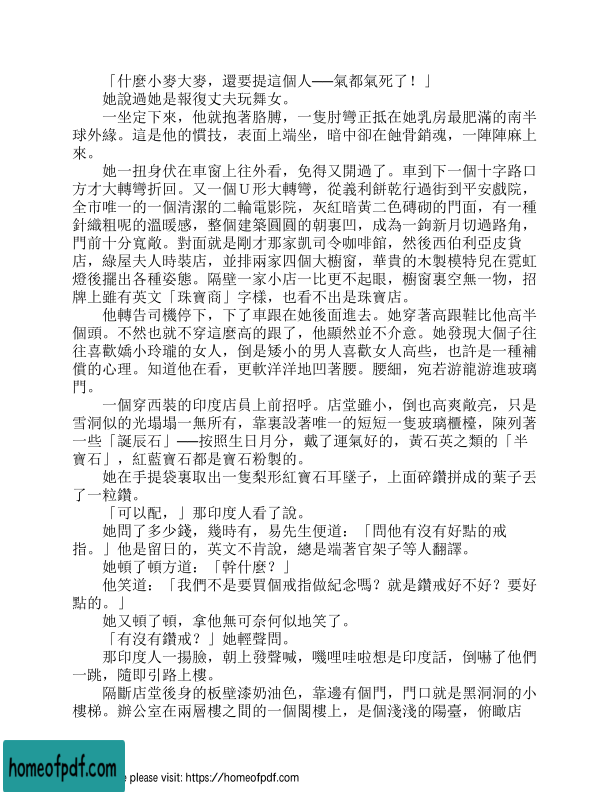 「什麼小麥大麥，還要提這個人──氣都氣死了！」
她說過她是報復丈夫玩舞女。
一坐定下來，他就抱著胳膊，一隻肘彎正抵在她乳房最肥滿的南半
球外緣。這是他的慣技，表面上端坐，暗中卻在蝕骨銷魂，一陣陣麻上
來。
她一扭身伏在車窗上往外看，免得又開過了。車到下一個十字路口
方才大轉彎折回。又一個Ｕ形大轉彎，從義利餅乾行過街到平安戲院，
全市唯一的一個清潔的二輪電影院，灰紅暗黃二色磚砌的門面，有一種
針織粗呢的溫暖感，整個建築圓圓的朝裏凹，成為一鉤新月切過路角，
門前十分寬敞。對面就是剛才那家凱司令咖啡館，然後西伯利亞皮貨
店，綠屋夫人時裝店，並排兩家四個大櫥窗，華貴的木製模特兒在霓虹
燈後擺出各種姿態。隔壁一家小店一比更不起眼，櫥窗裏空無一物，招
牌上雖有英文「珠寶商」字樣，也看不出是珠寶店。
他轉告司機停下，下了車跟在她後面進去。她穿著高跟鞋比他高半
個頭。不然也就不穿這麼高的跟了，他顯然並不介意。她發現大個子往
往喜歡嬌小玲瓏的女人，倒是矮小的男人喜歡女人高些，也許是一種補
償的心理。知道他在看，更軟洋洋地凹著腰。腰細，宛若游龍游進玻璃
門。
一個穿西裝的印度店員上前招呼。店堂雖小，倒也高爽敞亮，只是
雪洞似的光塌塌一無所有，靠裏設著唯一的短短一隻玻璃櫃檯，陳列著
一些「誕辰石」──按照生日月分，戴了運氣好的，黃石英之類的「半
寶石」，紅藍寶石都是寶石粉製的。
她在手提袋裏取出一隻梨形紅寶石耳墜子，上面碎鑽拼成的葉子丟
了一粒鑽。
「可以配，」那印度人看了說。
她問了多少錢，幾時有，易先生便道：「問他有沒有好點的戒
指。」他是留日的，英文不肯說，總是端著官架子等人翻譯。
她頓了頓方道：「幹什麼？」
他笑道：「我們不是要買個戒指做紀念嗎？就是鑽戒好不好？要好
點的。」
她又頓了頓，拿他無可奈何似地笑了。
「有沒有鑽戒？」她輕聲問。
那印度人一揚臉，朝上發聲喊，嘰哩哇啦想是印度話，倒嚇了他們
一跳，隨即引路上樓。
隔斷店堂後身的板壁漆奶油色，靠邊有個門，門口就是黑洞洞的小
樓梯。辦公室在兩層樓之間的一個閣樓上，是個淺淺的陽臺，俯瞰店
homeofpdf.com
e please visit: https://homeofpdf.com